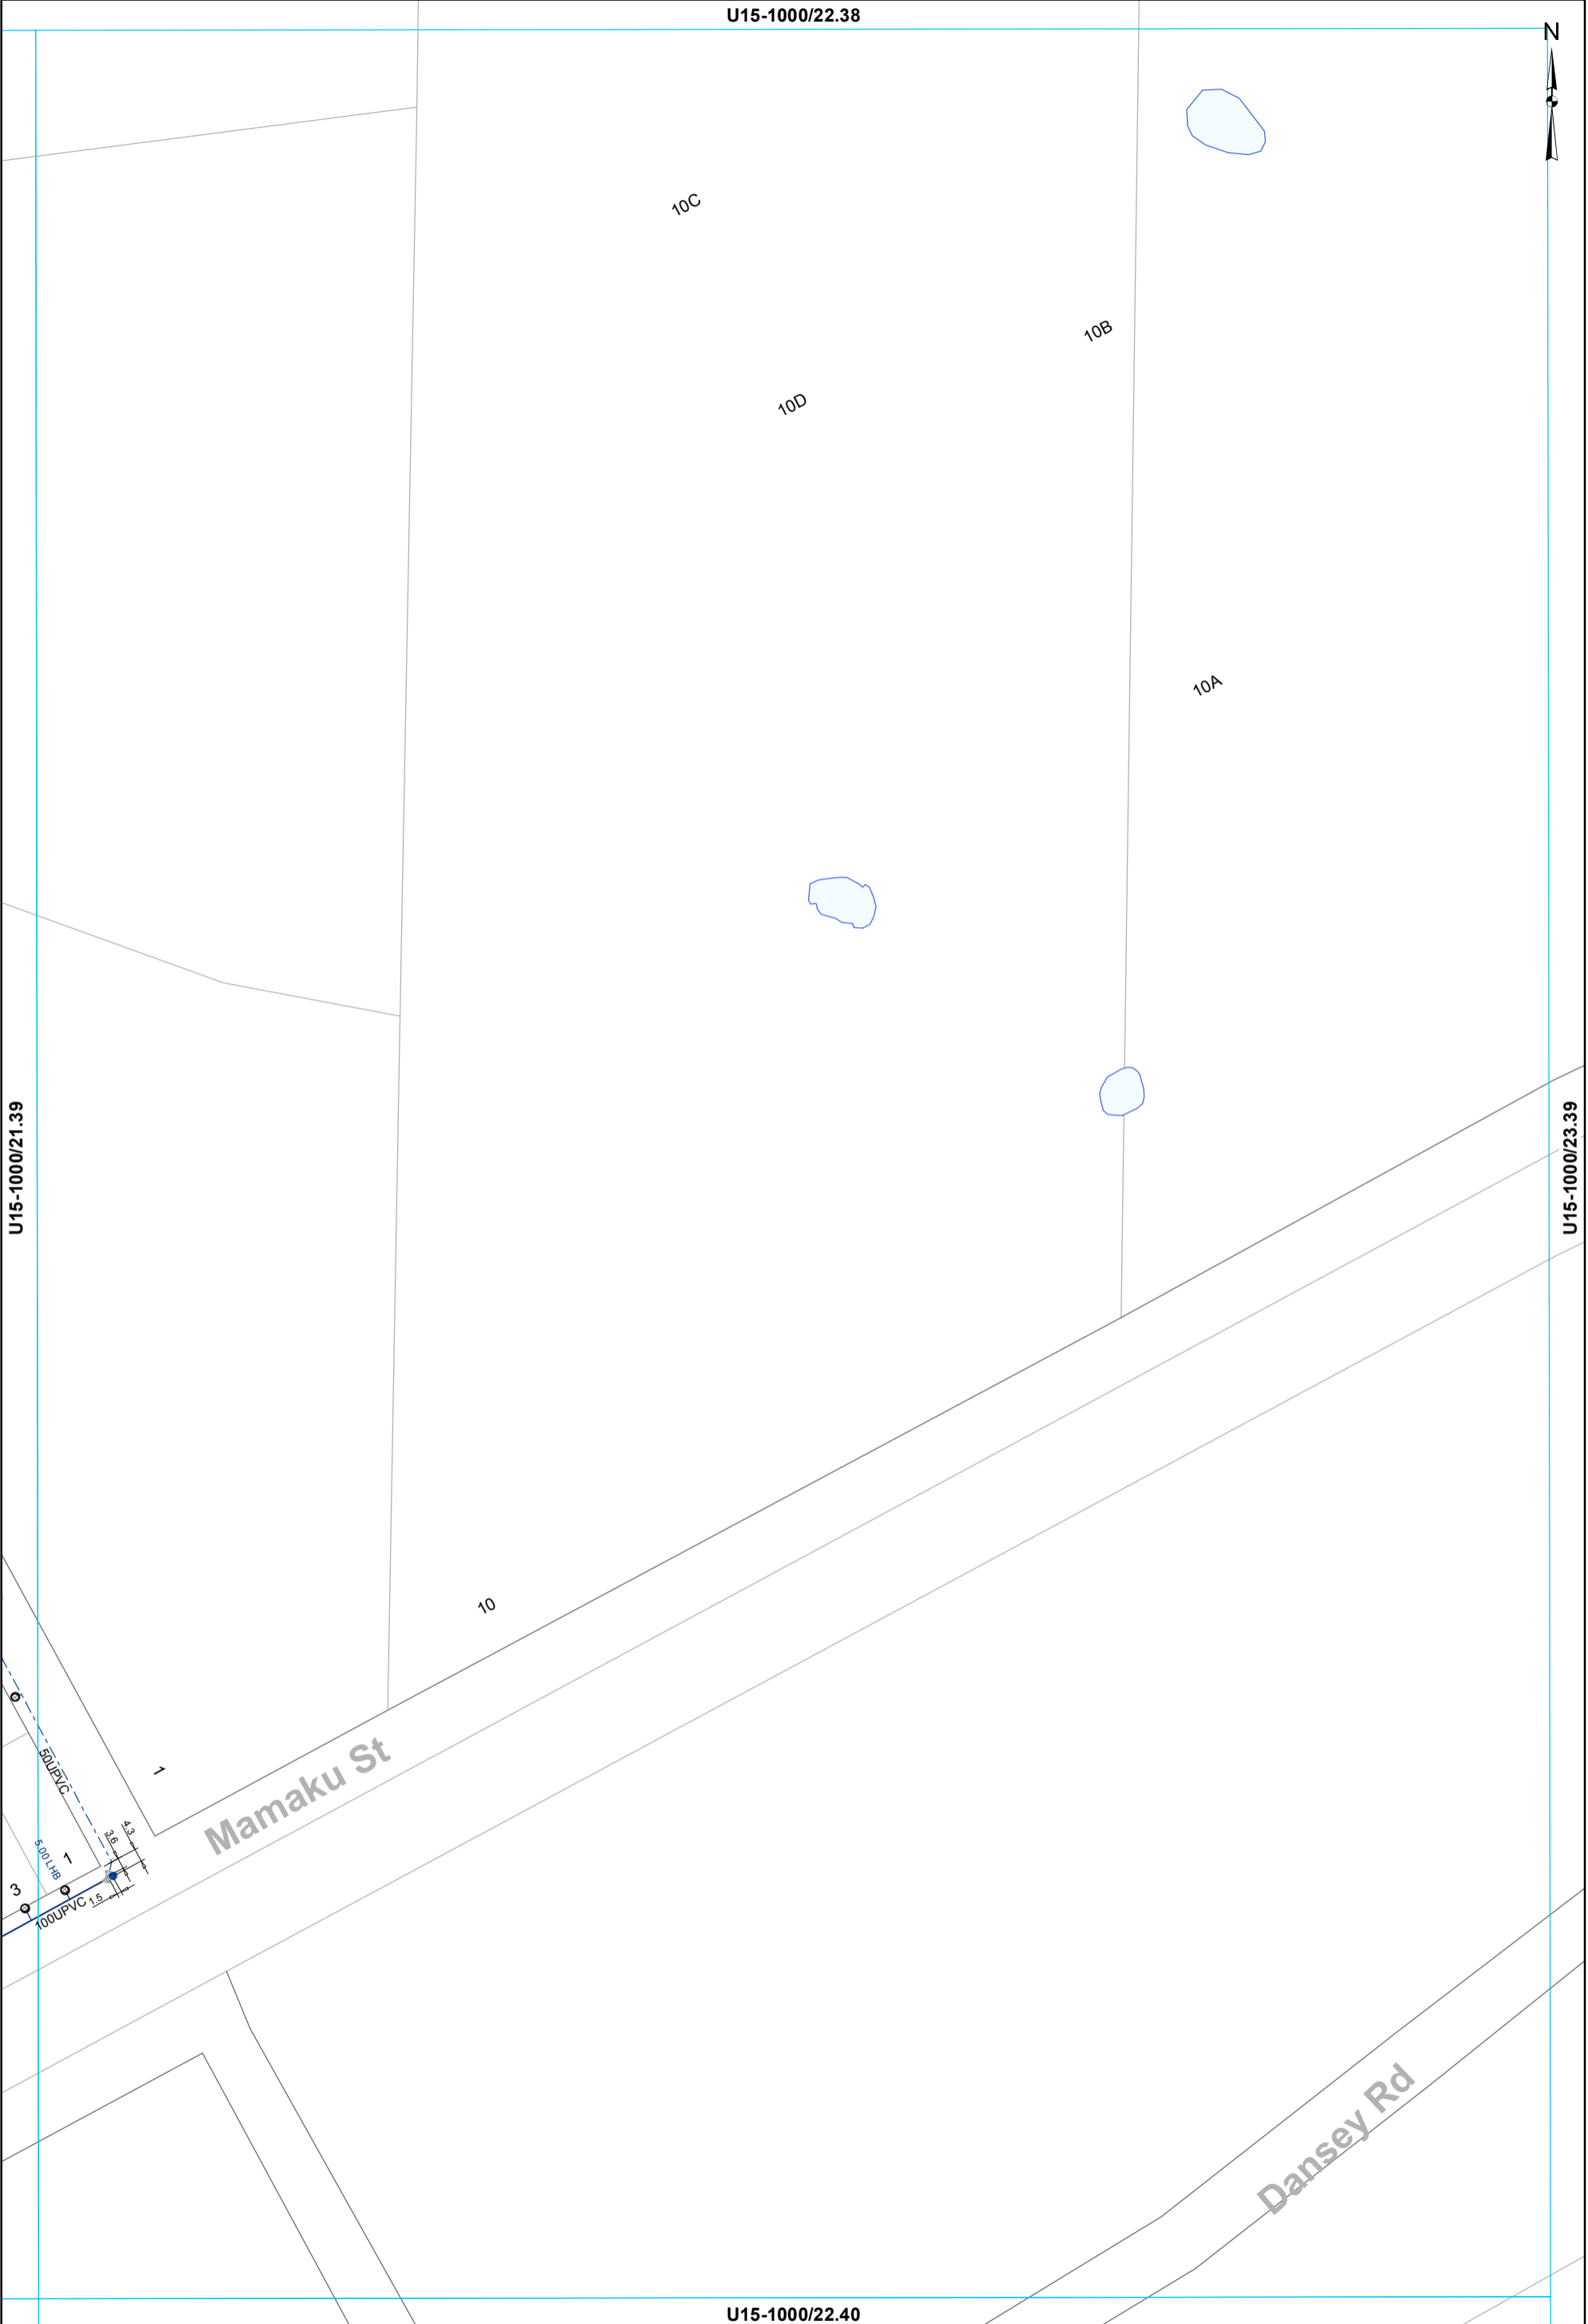 U15-1000/22.38
N
10C
10B
10D
10A
U15-1000/21.39
U15-1000/23.39
10
1
Mamaku St
50UPVC
4.3
3.6
5.00 LHB
1
3
100UPVC
1.5
Dansey Rd
U15-1000/22.40